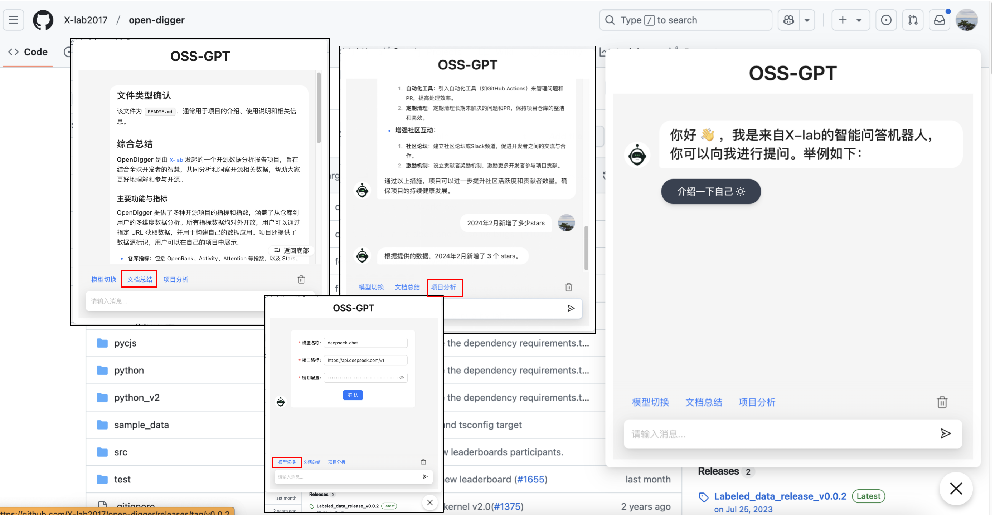 X-lab2017 / open-digger
Type / to search
Code
OSS-GPT
文件类型确认
该文件为 README.md ，通常用于项目的介绍、使用说明和相关信
息。
综合总结
OpenDigger 是由 X-lab 发起的一个开源数据分析报告项目，旨在
结合全球开发者的智慧，共同分析和洞察开源相关数据，帮助大家
更好地理解和参与开源。
主要功能与指标
OpenDigger 提供了多种开源项目的指标和指数，涵盖了从仓库到
用户的多维度数据分析。所有指标数据均对外开放，用户可以通过
指定 URL 获取数据，并用于构建自己的数据应用。项目还提供了
数据源标识，用户可以在自己的项目中展示。
返回底部
仓库指标：包括 OpenRank、Activity、Attention 等指数，以及 Stars、
模型切换 文档总结 项目分析
请输入消息...
OSS-GPT
1. 自动化工具：引入自动化工具（如GitHub Actions）来管理问题和
PR，提高处理效率。
2. 定期清理：定期清理长期未解决的问题和PR，保持项目仓库的整洁
和高效。
增强社区互动：
1. 社区论坛：建立社区论坛或Slack频道，促进开发者之间的交流与合
作。
2. 激励机制：设立贡献者奖励机制，激励更多开发者参与项目贡献。
通过以上措施，项目可以进一步提升社区活跃度和贡献者数量，确
保项目的持续健康发展。
2024年2月新增了多少stars
根据提供的数据，2024年2月新增了 3 个 stars。
模型切换 文档总结 项目分析
OSS-GPT
* 模型名称： deepseek-chat
* 接口路径： https://api.deepseek.com/v1
* 密钥配置： ••••••••••••••••••••••••••••••••••
确 认
模型切换 文档总结 项目分析
请输入消息...
last month
Releases 2
2 years ago
Labeled_data_release_v0.0.2 Latest
OSS-GPT
你好 👋 ，我是来自X-lab的智能问答机器人，
你可以向我进行提问。举例如下：
介绍一下自己
模型切换 文档总结 项目分析
请输入消息...
pycjs
the dependency requirements.t...
python
the dependency requirements.t...
python_v2
the dependency requirements.t...
sample_data
and tsconfig target
src
leaderboards participants.
test
new leaderboard (#1655)
last month
.gitignore
kernel v2.0(#1375)
2 years ago
Releases 2
Labeled_data_release_v0.0.2 Latest
on Jul 25, 2023
ttps://github.com/X-lab2017/open-digger/releases/tag/v0.0.2